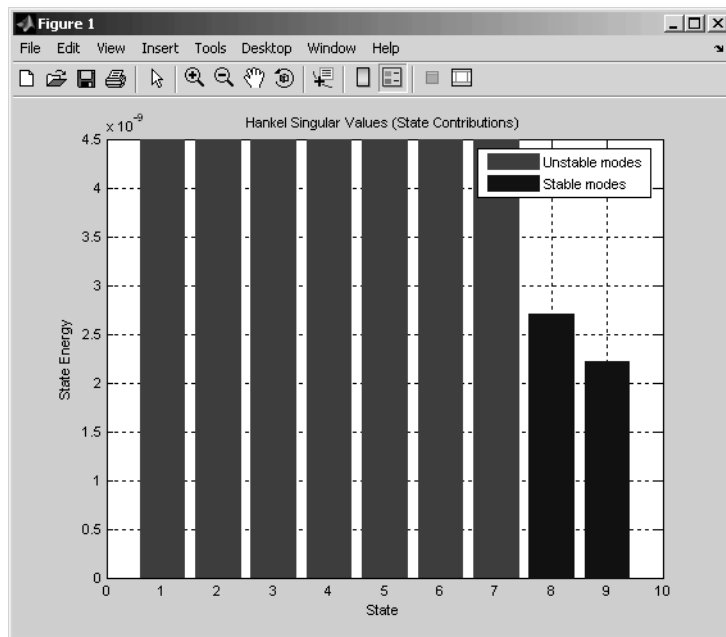 Figure 1
File Edit View Insert Tools Desktop Window Help
× 10^-9
Hankel Singular Values (State Contributions)
4.5
4
3.5
3
2.5
2
1.5
1
0.5
0
State Energy
Unstable modes
Stable modes
0 1 2 3 4 5 6 7 8 9 10
State